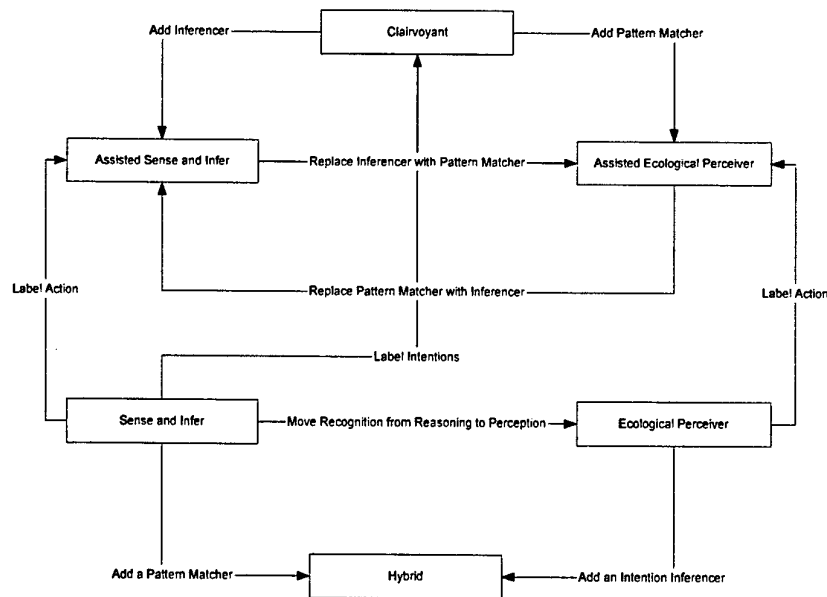 Add Inferencer
Clairvoyant
Add Pattern Matcher
Assisted Sense and Infer
Replace Inferencer with Pattern Matcher
Assisted Ecological Perceiver
Label Action
Replace Pattern Matcher with Inferencer
Label Action
Label Intentions
Sense and Infer
Move Recognition from Reasoning to Perception
Ecological Perceiver
Add a Pattern Matcher
Hybrid
Add an Intention Inferencer